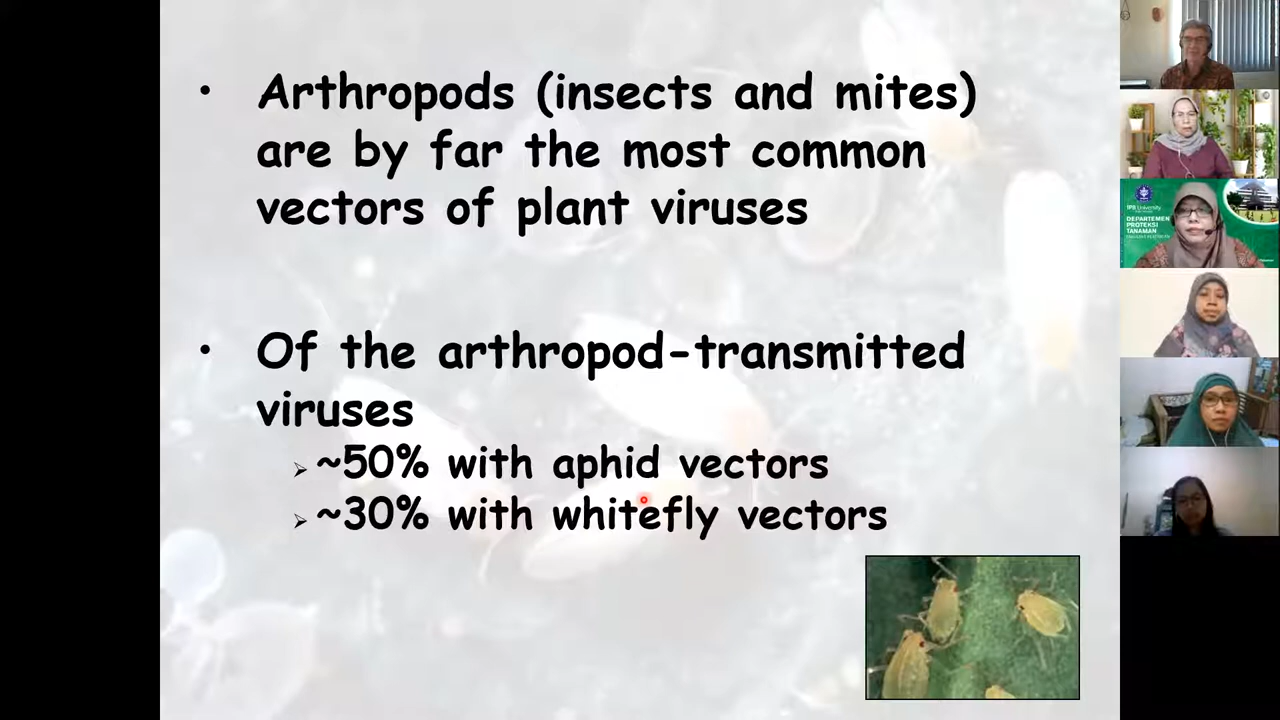 • Arthropods (insects and mites)
are by far the most common
vectors of plant viruses
• Of the arthropod-transmitted
viruses
➢ ~50% with aphid vectors
➢ ~30% with whitefly vectors
IPB University
DEPARTEMEN
PROTEKSI
TANAMAN